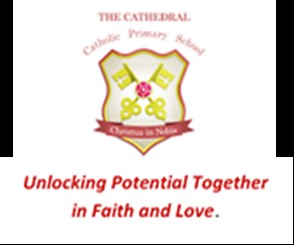 THE CATHEDRAL
Catholic Primary School
Christus in Nobis
Unlocking Potential Together
in Faith and Love.